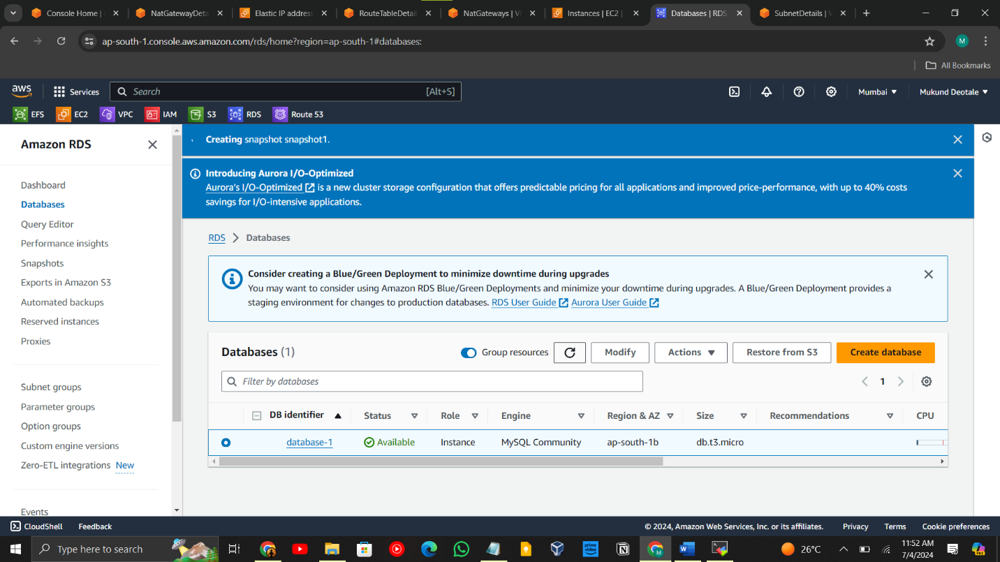 Console Home |
NatGatewayDeta
Elastic IP address
RouteTableDetail
NatGateways | V
Instances | EC2 |
Databases | RDS
SubnetDetails | V
ap-south-1.console.aws.amazon.com/rds/home?region=ap-south-1#databases:
M
All Bookmarks
aws
Services
Search
[Alt+S]
Mumbai
Mukund Deotale
EFS
EC2
VPC
IAM
S3
RDS
Route 53
Amazon RDS
Dashboard
Databases
Query Editor
Performance insights
Snapshots
Exports in Amazon S3
Automated backups
Reserved instances
Proxies
Subnet groups
Parameter groups
Option groups
Custom engine versions
Zero-ETL integrations New
Events
Creating snapshot snapshot1.
Introducing Aurora I/O-Optimized
Aurora's I/O-Optimized is a new cluster storage configuration that offers predictable pricing for all applications and improved price-performance, with up to 40% costs
savings for I/O-intensive applications.
RDS
Databases
Consider creating a Blue/Green Deployment to minimize downtime during upgrades
You may want to consider using Amazon RDS Blue/Green Deployments and minimize your downtime during upgrades. A Blue/Green Deployment provides a
staging environment for changes to production databases. RDS User Guide Aurora User Guide
Databases (1)
Group resources
Modify
Actions
Restore from S3
Create database
Filter by databases
1
DB identifier
Status
Role
Engine
Region & AZ
Size
Recommendations
CPU
database-1
Available
Instance
MySQL Community
ap-south-1b
db.t3.micro
CloudShell
Feedback
© 2024, Amazon Web Services, Inc. or its affiliates.
Privacy
Terms
Cookie preferences
Type here to search
prime video
26°C
11:52 AM
7/4/2024